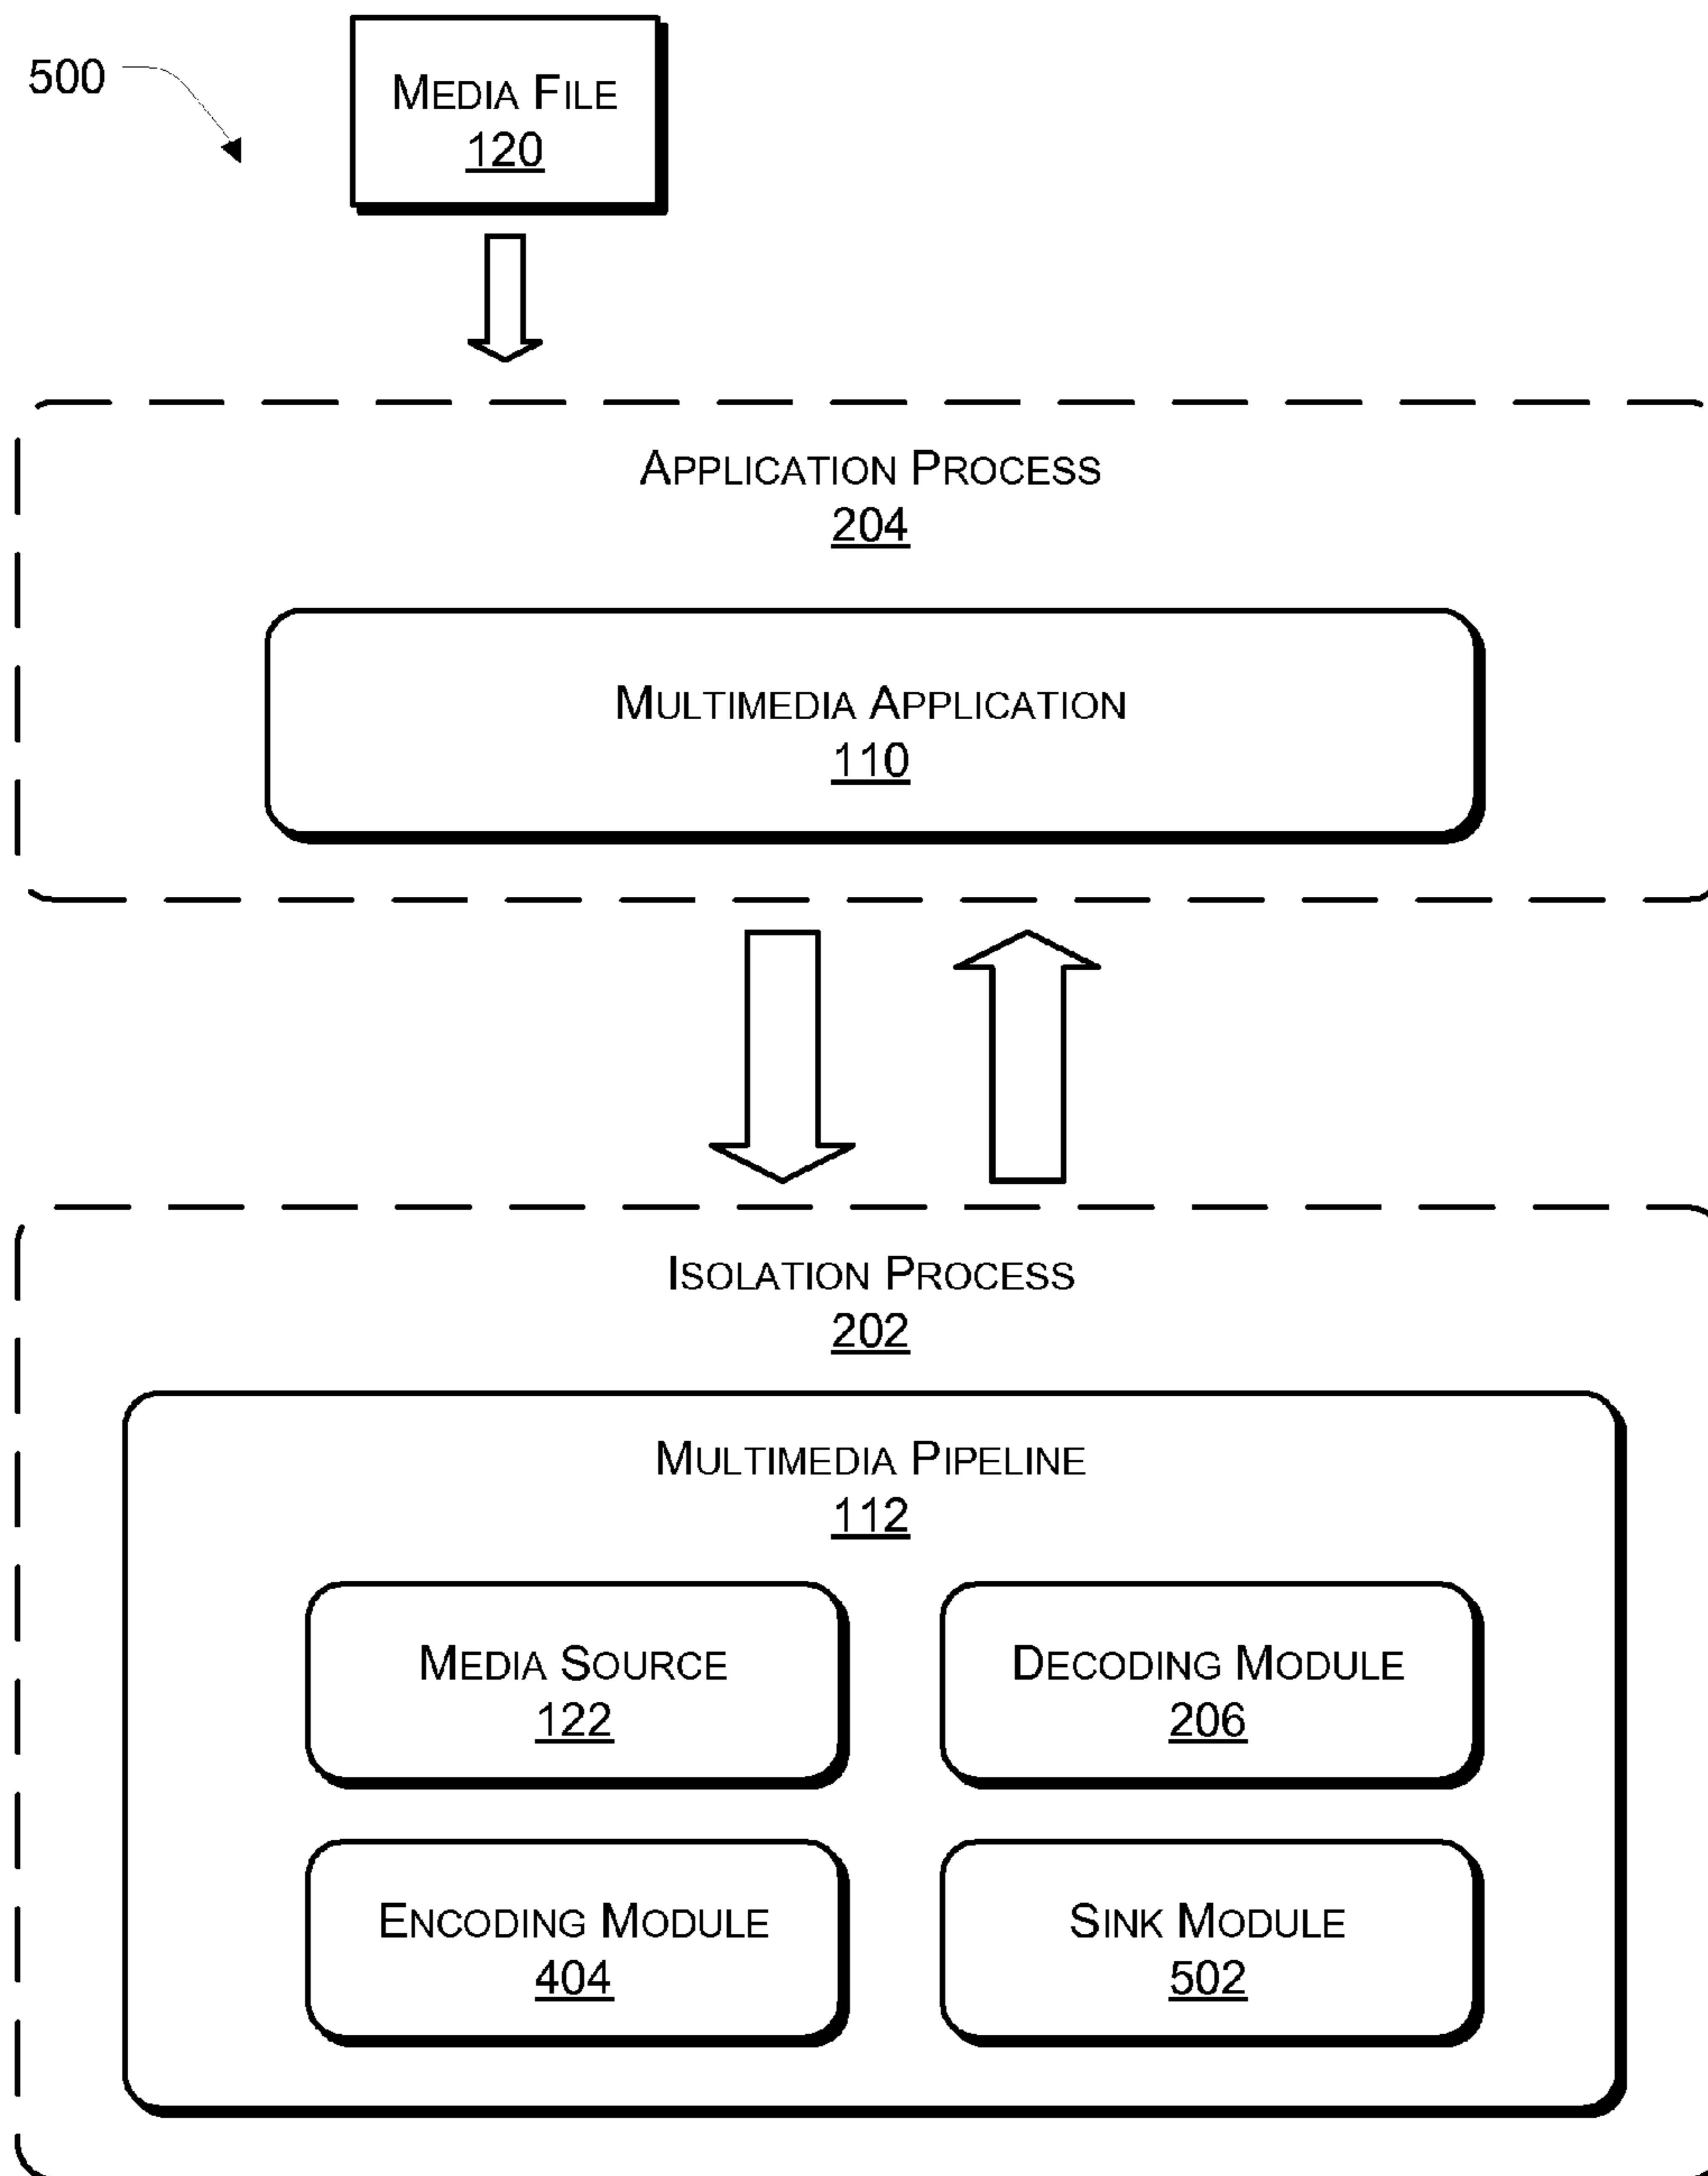 500
MEDIA FILE
120
APPLICATION PROCESS
204
MULTIMEDIA APPLICATION
110
ISOLATION PROCESS
202
MULTIMEDIA PIPELINE
112
MEDIA SOURCE
122
DECODING MODULE
206
ENCODING MODULE
404
SINK MODULE
502